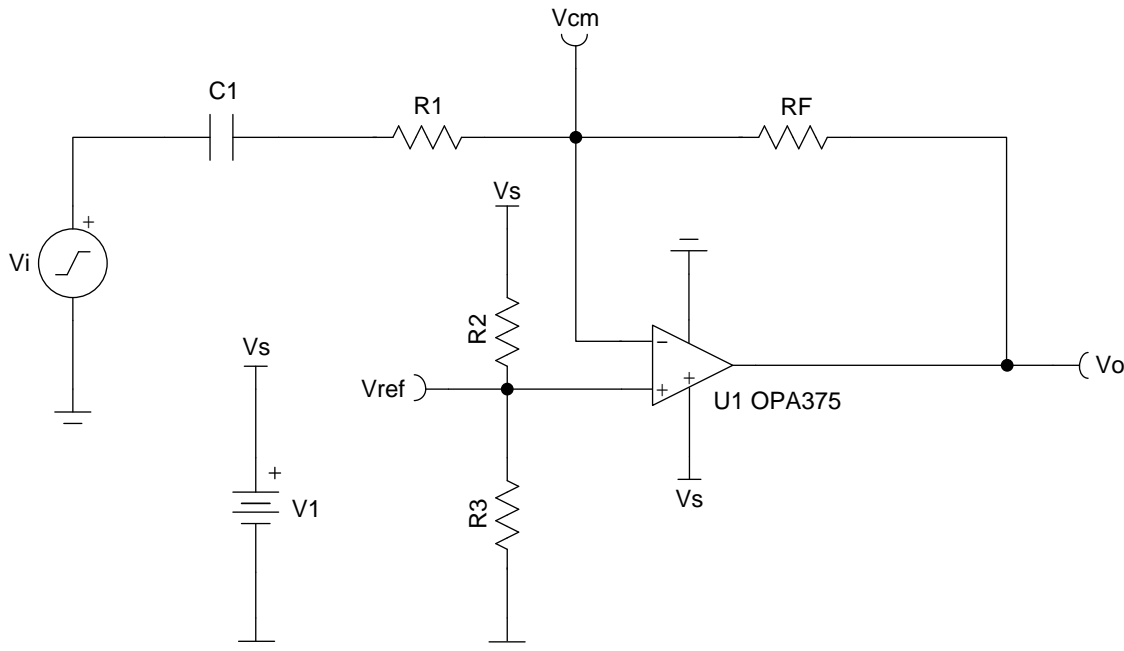 Vcm
C1
R1
RF
Vs
+
Vi
R2
Vs
−
Vref
+
+
Vo
U1 OPA375
+
V1
R3
Vs